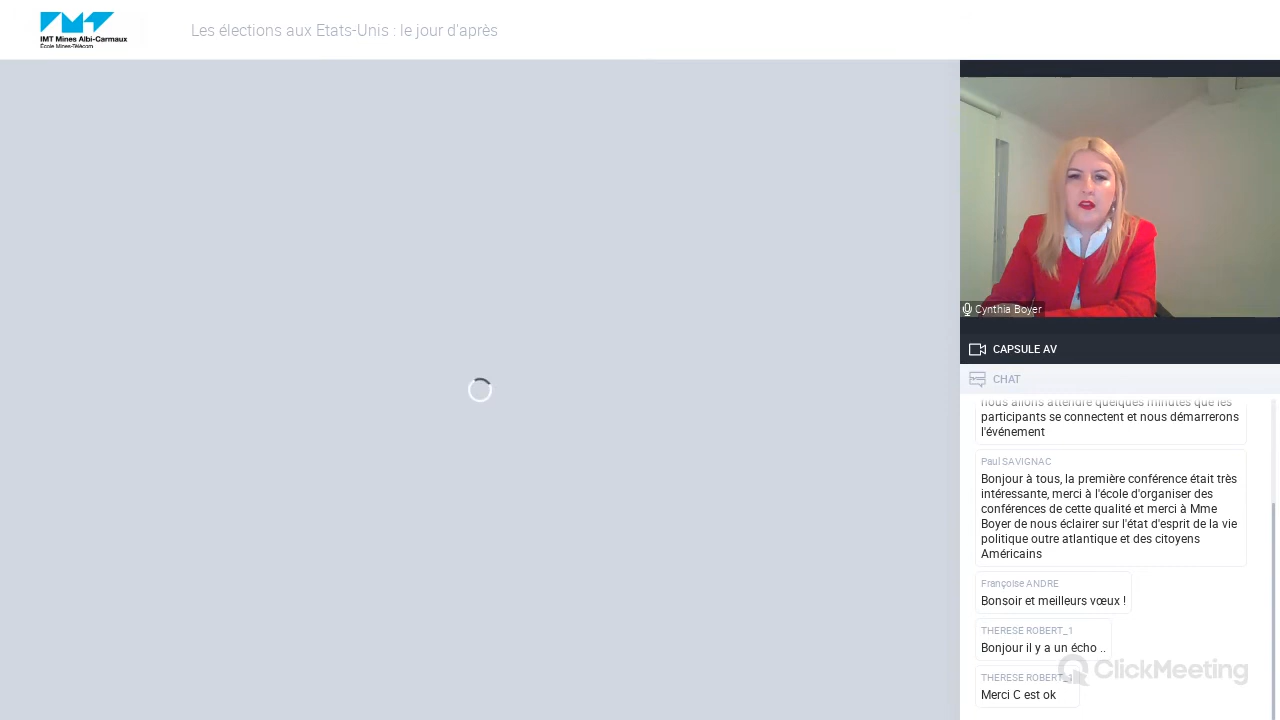 IMT Mines Albi-Carmaux
École Mines-Télécom
Les élections aux Etats-Unis : le jour d'après
Cynthia Boyer
CAPSULE AV
CHAT
nous allons attendre quelques minutes que les
participants se connectent et nous démarrerons
l'événement
Paul SAVIGNAC
Bonjour à tous, la première conférence était très
intéressante, merci à l'école d'organiser des
conférences de cette qualité et merci à Mme
Boyer de nous éclairer sur l'état d'esprit de la vie
politique outre atlantique et des citoyens
Américains
Françoise ANDRE
Bonsoir et meilleurs vœux !
THERESE ROBERT_1
Bonjour il y a un écho ..
THERESE ROBERT_1
Merci C est ok
ClickMeeting